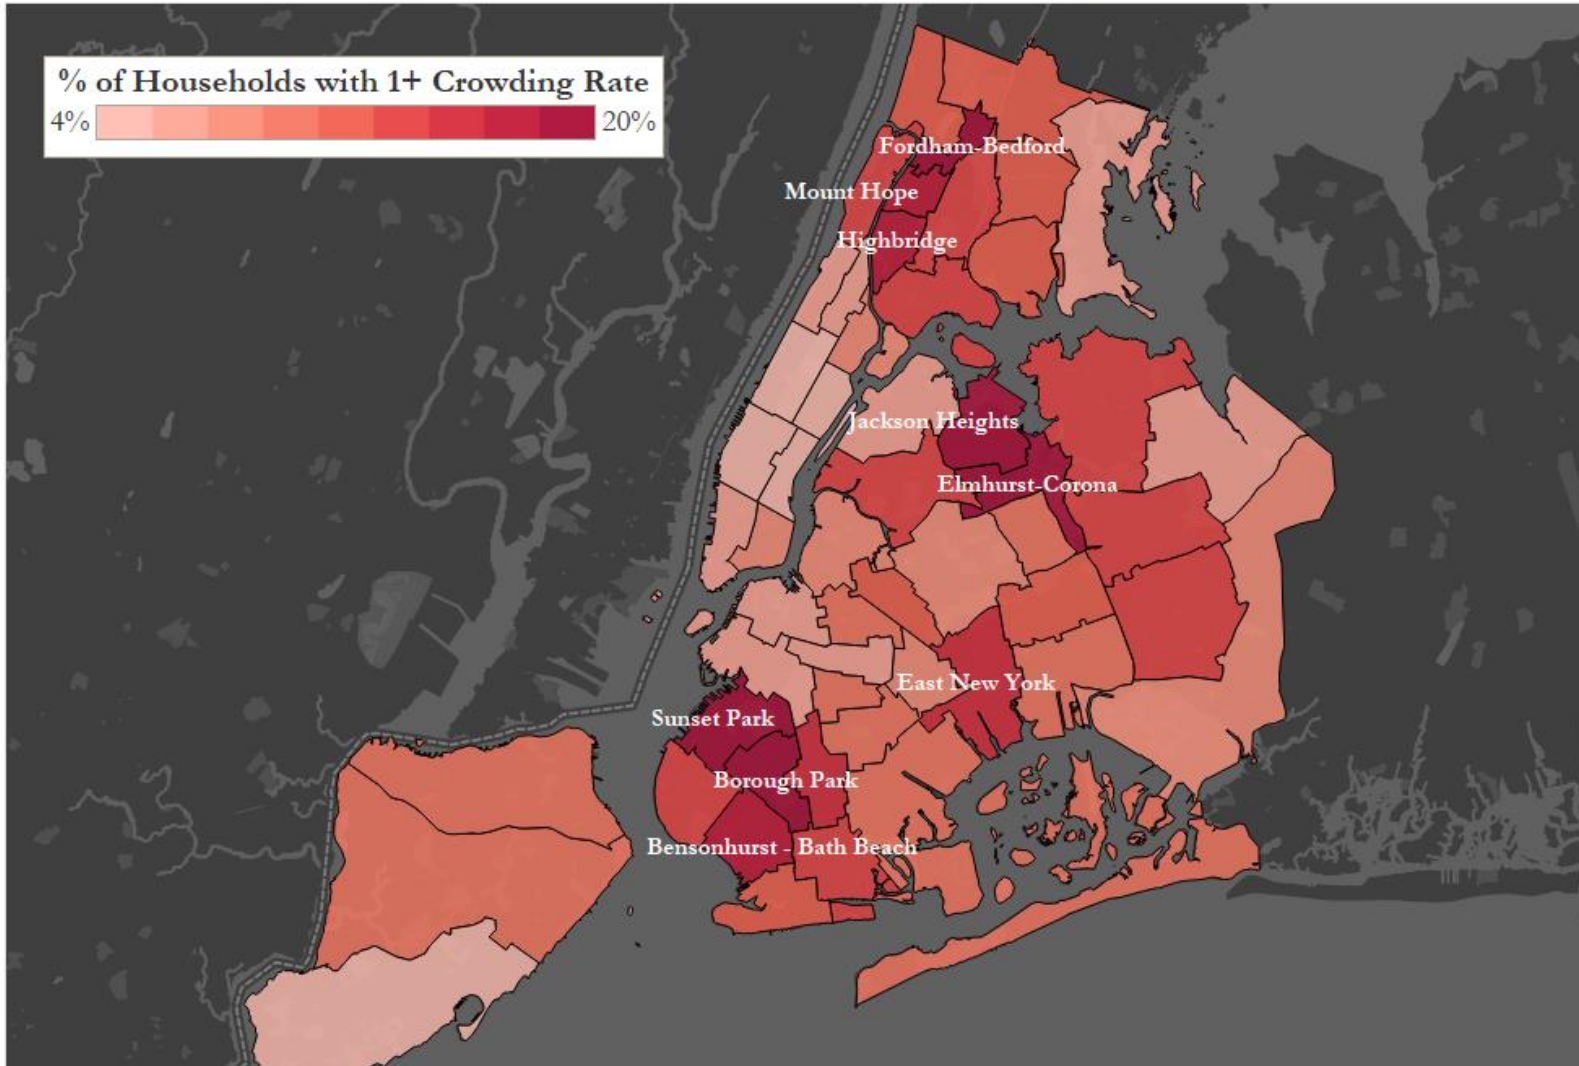 % of Households with 1+ Crowding Rate
4% 20%
Fordham-Bedford
Mount Hope
Highbridge
Jackson Heights
Elmhurst-Corona
East New York
Sunset Park
Borough Park
Bensonhurst - Bath Beach